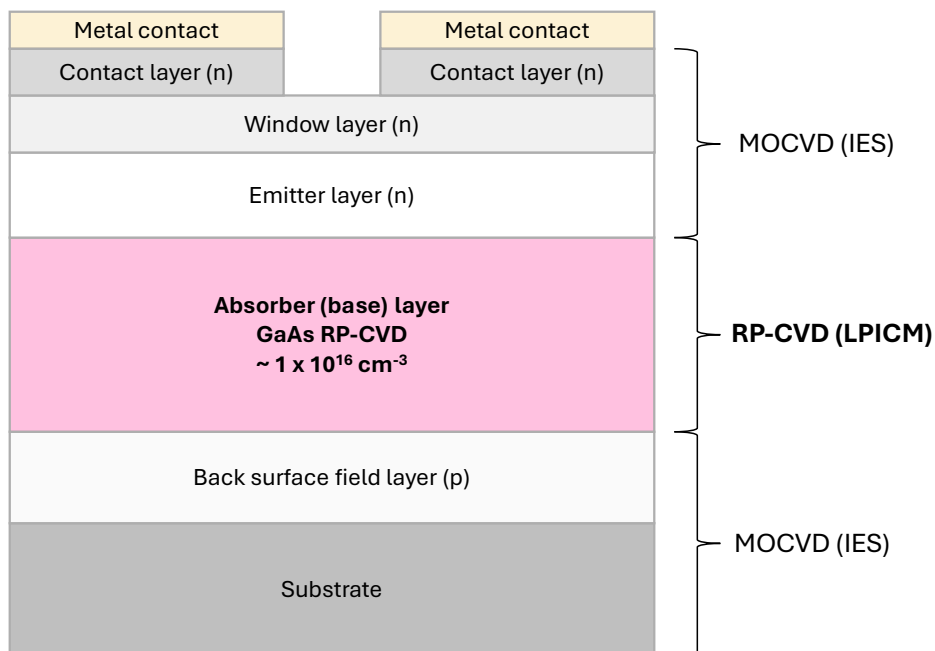 Metal contact
Metal contact
Contact layer (n)
Contact layer (n)
Window layer (n)
MOCVD (IES)
Emitter layer (n)
Absorber (base) layer
GaAs RP-CVD
~ 1 x 10¹⁶ cm⁻³
RP-CVD (LPICM)
Back surface field layer (p)
MOCVD (IES)
Substrate